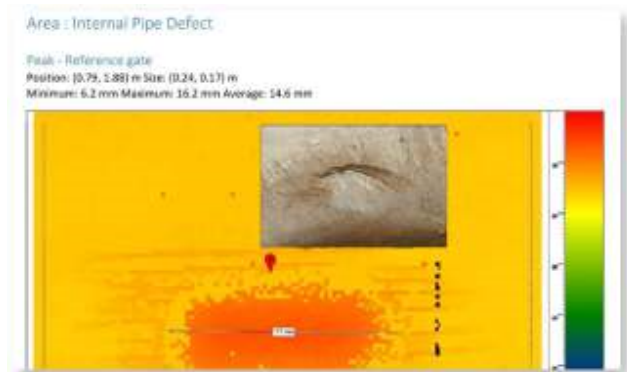 Area : Internal Pipe Defect
Peak - Reference gate
Position: (0.79, 1.88) m Size: (0.24, 0.17) m
Minimum: 6.2 mm Maximum: 16.2 mm Average: 14.6 mm